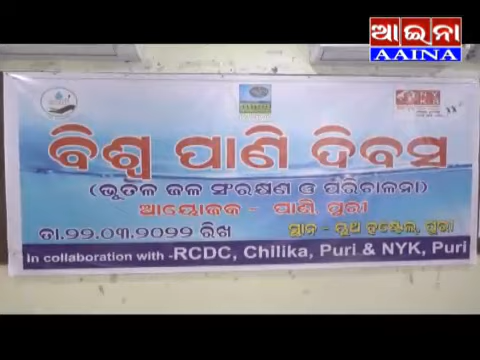 ଆଇନା
AAINA
ବିଶ୍ୱ ପାଣି ଦିବସ
(ଭୂତଳ ଜଳ ସଂରକ୍ଷଣ ଓ ପରିଚାଳନା)
ଆୟୋଜକ - ପାଣି ପୁରୀ
ତା.୨୨.୦୩.୨୦୨୨ ରିଖ
ସ୍ଥାନ - ୟୁଥ ହଷ୍ଟେଲ, ପୁରୀ
In collaboration with -RCDC, Chilika, Puri & NYK, Puri